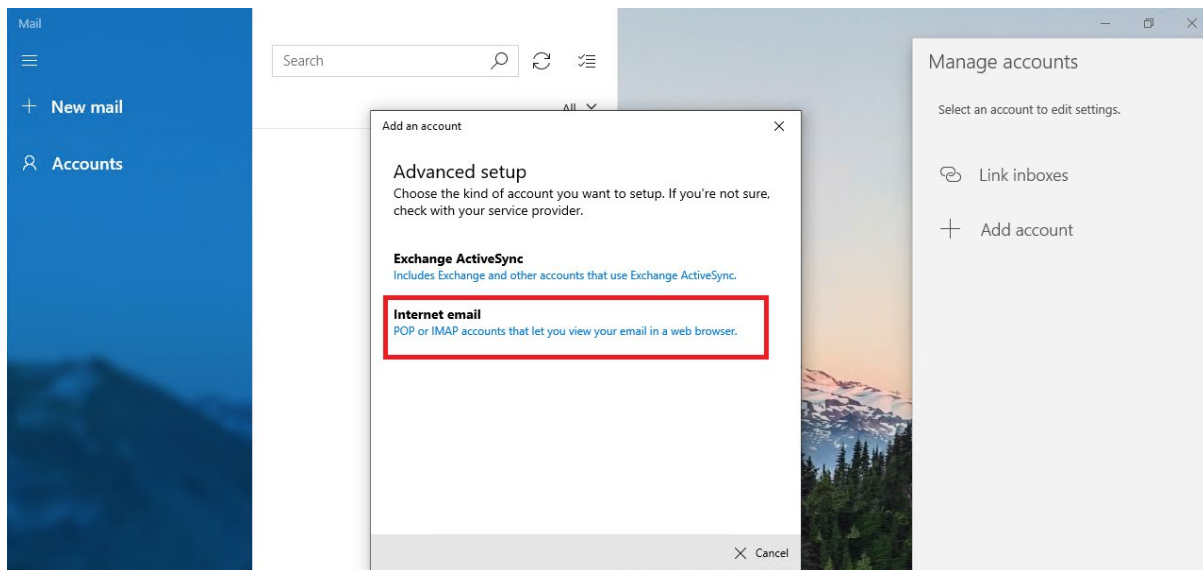 Mail
New mail
Accounts
Search
All
Add an account
Advanced setup
Choose the kind of account you want to setup. If you're not sure,
check with your service provider.
Exchange ActiveSync
Includes Exchange and other accounts that use Exchange ActiveSync.
Internet email
POP or IMAP accounts that let you view your email in a web browser.
Cancel
Manage accounts
Select an account to edit settings.
Link inboxes
Add account